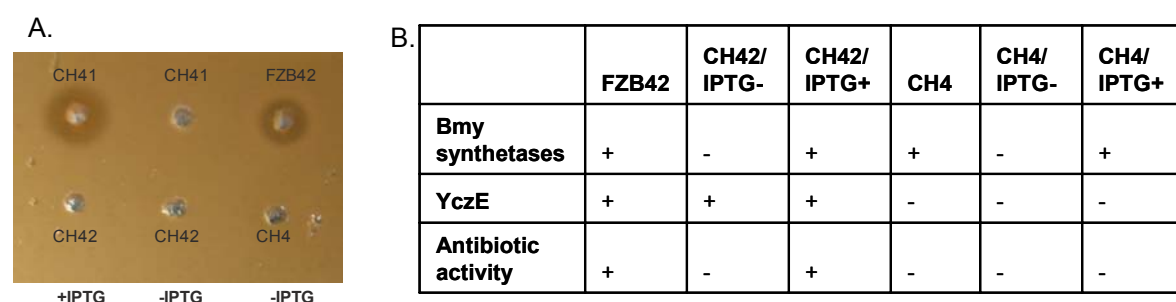 A.
CH41 CH41 FZB42
CH42 CH42 CH4
+IPTG -IPTG -IPTG
B.
FZB42 CH42/ IPTG- CH42/ IPTG+ CH4 CH4/ IPTG- CH4/ IPTG+
Bmy synthetases + - + + - +
YczE + + + - - -
Antibiotic activity + - + - - -